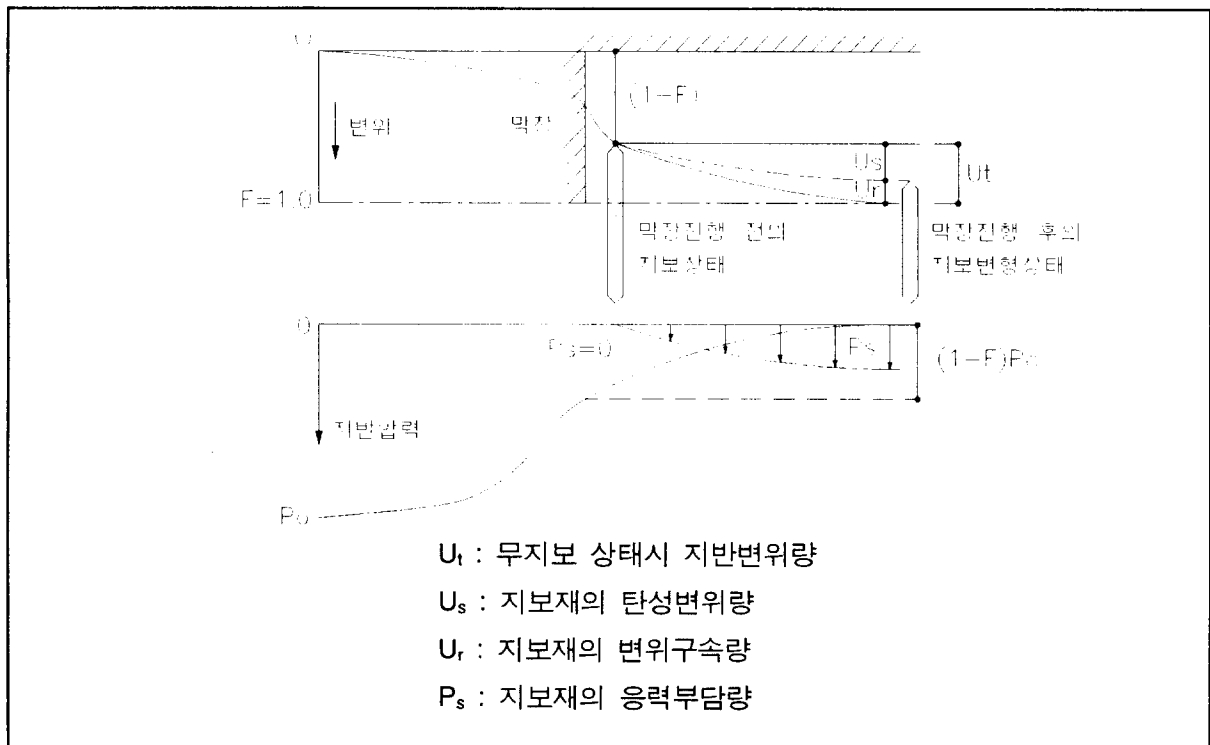 0
(1-F)
변위
막장
Us
Ur
Ut
F=1.0
막장진행 전의
지보상태
막장진행 후의
지보변형상태
0
Ps=0
Ps
(1-F)Po
지반압력
Po
Ut : 무지보 상태시 지반변위량
Us : 지보재의 탄성변위량
Ur : 지보재의 변위구속량
Ps : 지보재의 응력부담량